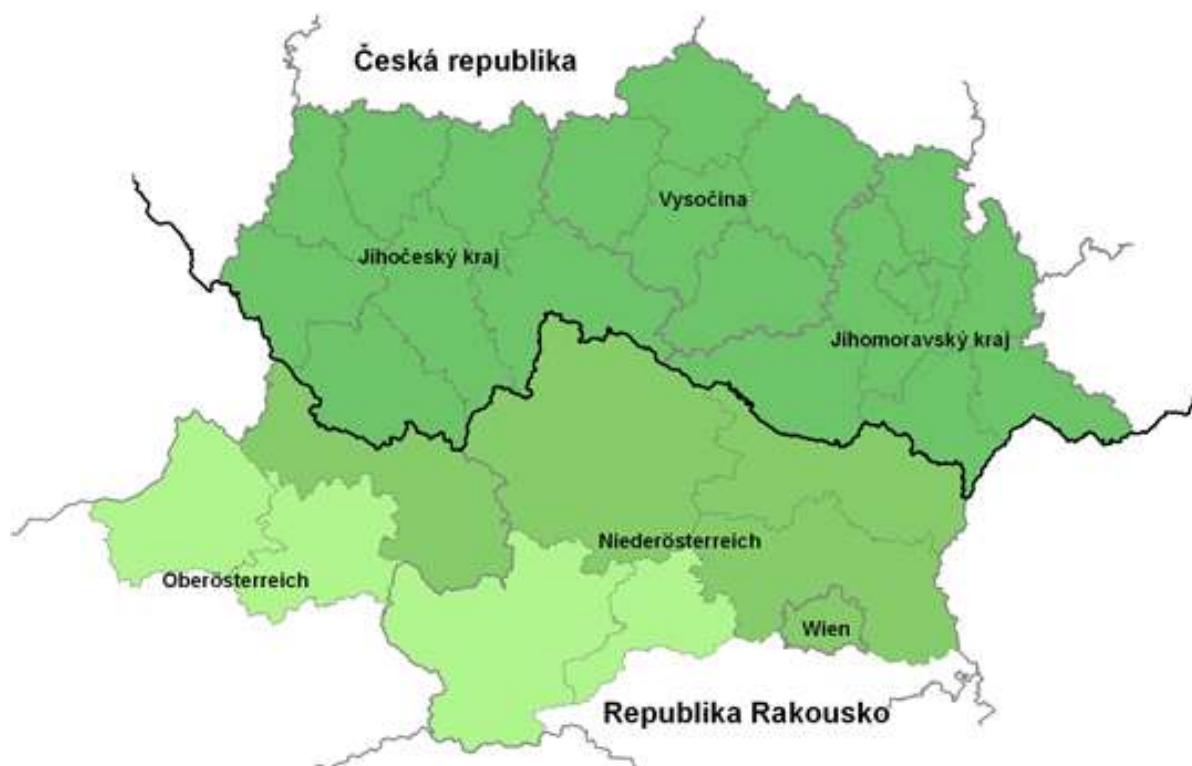 Česká republika
Vysočina
Jihočeský kraj
Jihomoravský kraj
Niederösterreich
Oberösterreich
Wien
Republika Rakousko